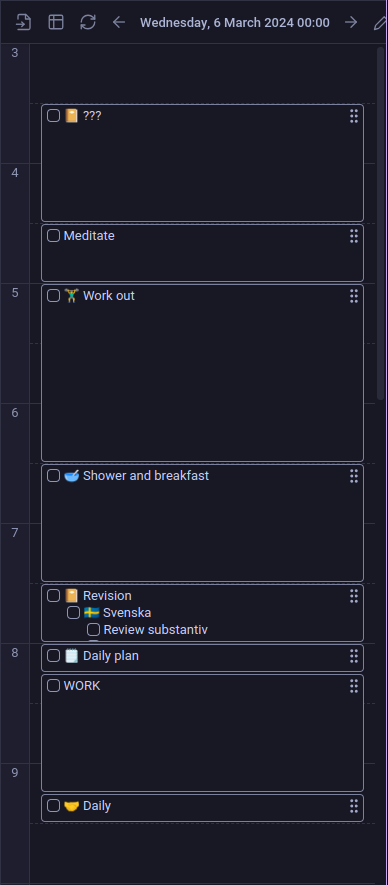 Wednesday, 6 March 2024 00:00
3
📔 ???
4
Meditate
5
🏋️ Work out
6
🥣 Shower and breakfast
7
📔 Revision
🇸🇪 Svenska
Review substantiv
8
🗒️ Daily plan
WORK
9
🤝 Daily